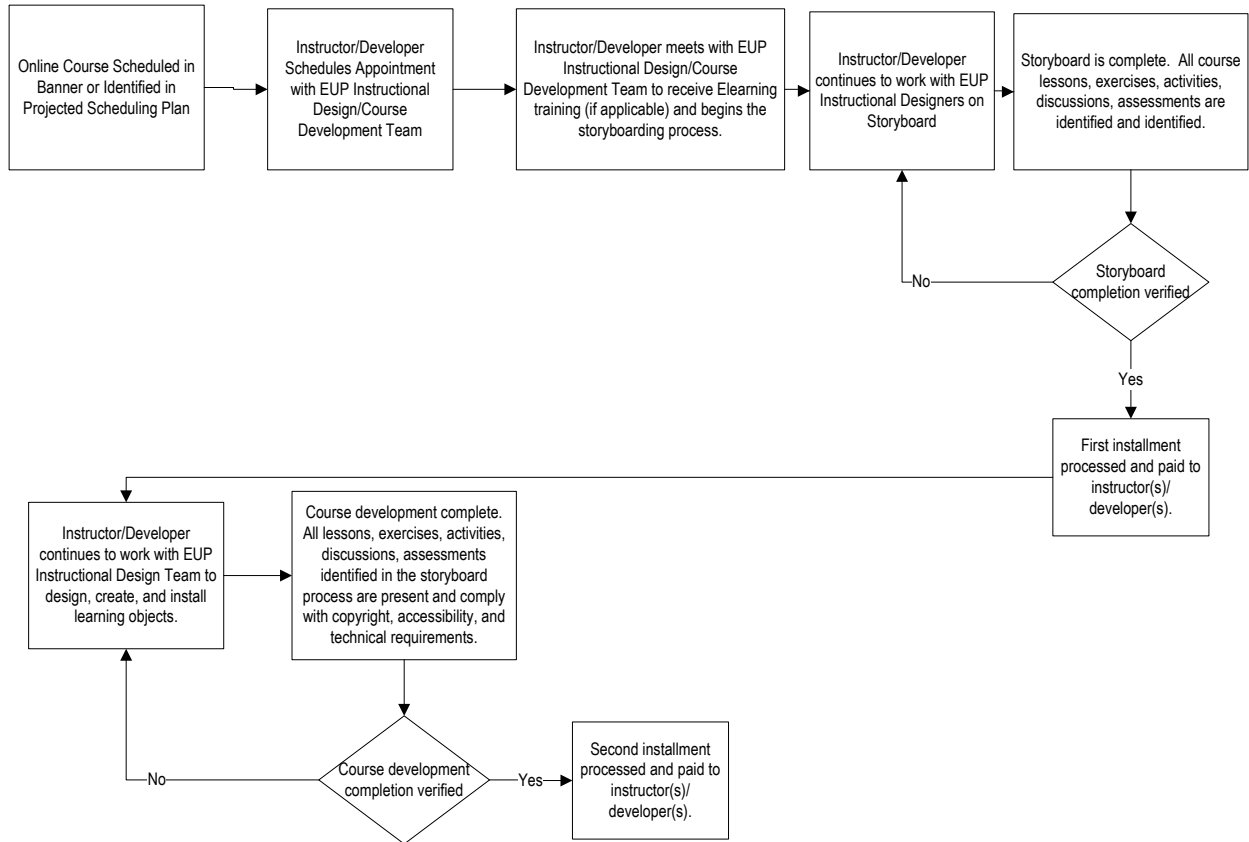 Online Course Scheduled in
Banner or Identified in
Projected Scheduling Plan
Instructor/Developer
Schedules Appointment
with EUP Instructional
Design/Course
Development Team
Instructor/Developer meets with EUP
Instructional Design/Course
Development Team to receive Elearning
training (if applicable) and begins the
storyboarding process.
Instructor/Developer
continues to work with EUP
Instructional Designers on
Storyboard
Storyboard is complete. All course
lessons, exercises, activities,
discussions, assessments are
identified and identified.
Storyboard
completion verified
No
Yes
First installment
processed and paid to
instructor(s)/
developer(s).
Instructor/Developer
continues to work with EUP
Instructional Design Team to
design, create, and install
learning objects.
Course development complete.
All lessons, exercises, activities,
discussions, assessments
identified in the storyboard
process are present and comply
with copyright, accessibility, and
technical requirements.
Course development
completion verified
No
Yes
Second installment
processed and paid to
instructor(s)/
developer(s).